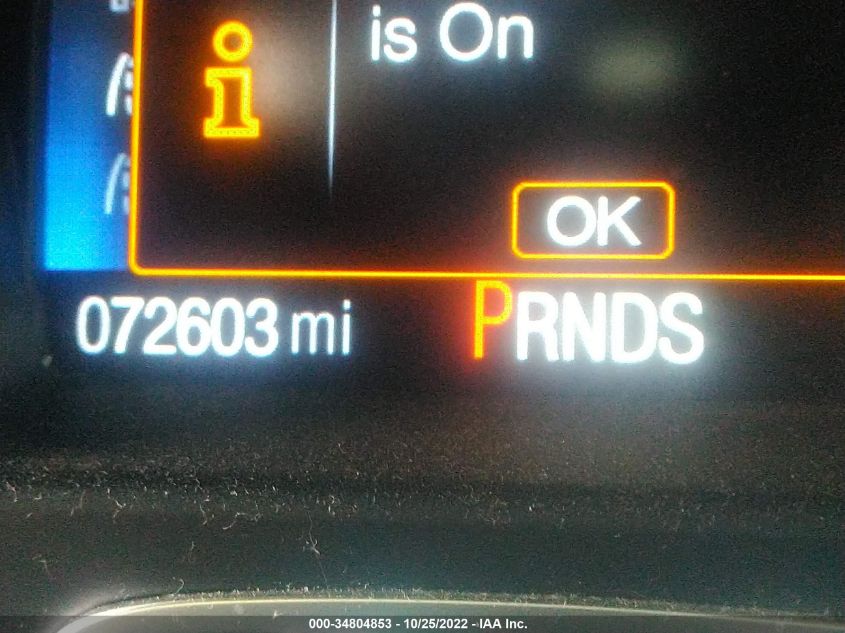 is On
OK
072603 mi PRNDS
000-34804853 - 10/25/2022 - IAA Inc.